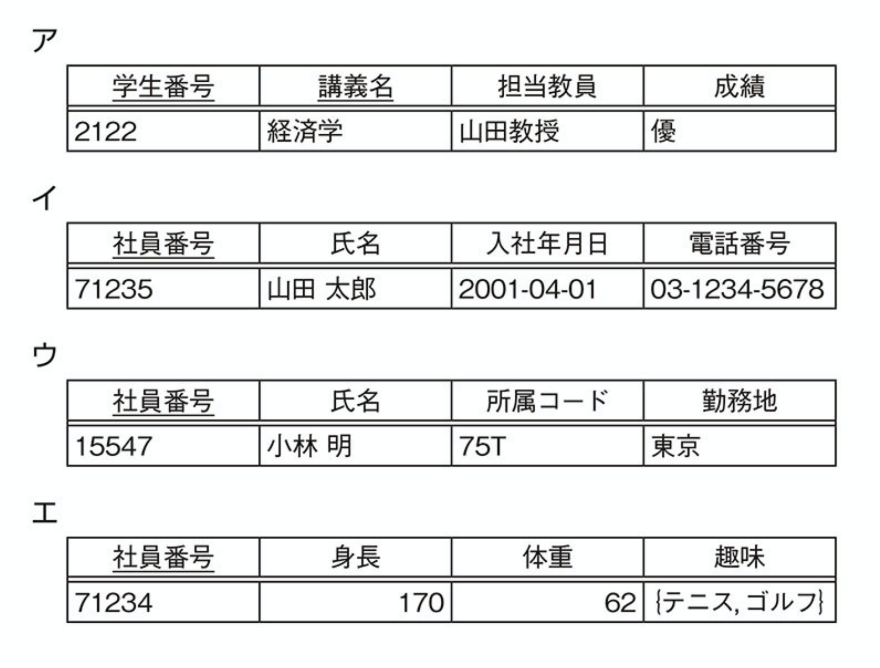 ア
学生番号 講義名 担当教員 成績
2122 経済学 山田教授 優
イ
社員番号 氏名 入社年月日 電話番号
71235 山田 太郎 2001-04-01 03-1234-5678
ウ
社員番号 氏名 所属コード 勤務地
15547 小林 明 75T 東京
エ
社員番号 身長 体重 趣味
71234 170 62 {テニス, ゴルフ}